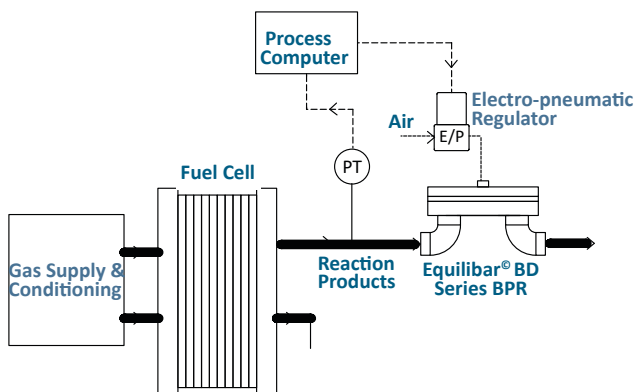 Process
Computer
Electro-pneumatic
Regulator
Air
E/P
PT
Fuel Cell
Gas Supply &
Conditioning
Reaction
Products
Equilibar© BD
Series BPR